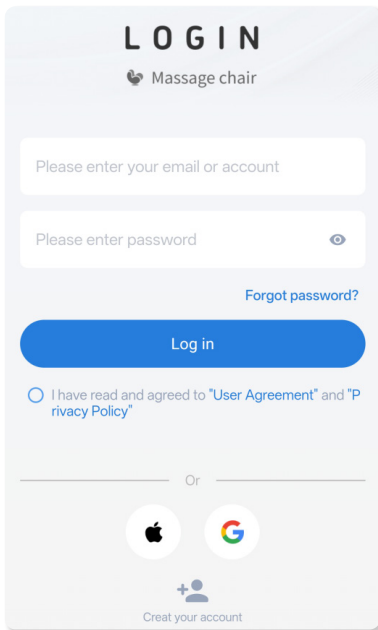 LOGIN
Massage chair
Please enter your email or account
Please enter password
Forgot password?
Log in
I have read and agreed to "User Agreement" and "P
rivacy Policy"
Or
Creat your account